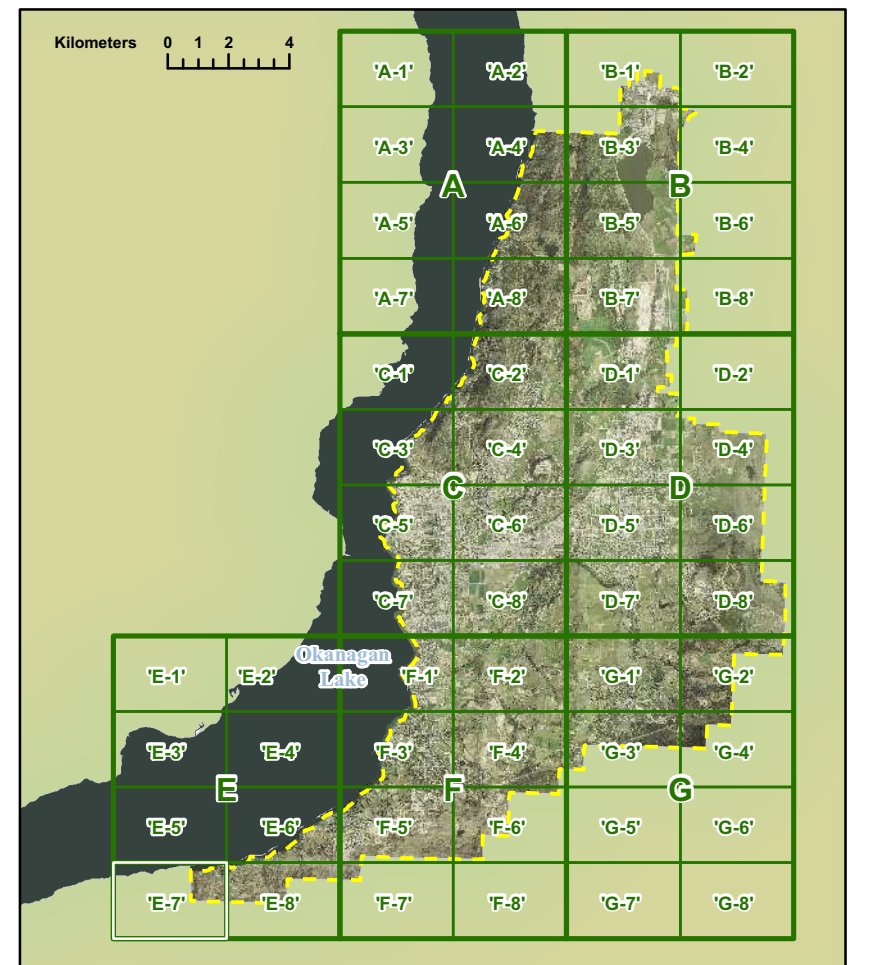 Kilometers 0 1 2 4
'A-1' 'A-2' 'B-1' 'B-2'
'A-3' 'A-4' 'B-3' 'B-4'
A B
'A-5' 'A-6' 'B-5' 'B-6'
'A-7' 'A-8' 'B-7' 'B-8'
'C-1' 'C-2' 'D-1' 'D-2'
'C-3' 'C-4' 'D-3' 'D-4'
C D
'C-5' 'C-6' 'D-5' 'D-6'
'C-7' 'C-8' 'D-7' 'D-8'
Okanagan
Lake
'E-1' 'E-2' 'F-1' 'F-2' 'G-1' 'G-2'
'E-3' 'E-4' 'F-3' 'F-4' 'G-3' 'G-4'
E F G
'E-5' 'E-6' 'F-5' 'F-6' 'G-5' 'G-6'
'E-7' 'E-8' 'F-7' 'F-8' 'G-7' 'G-8'